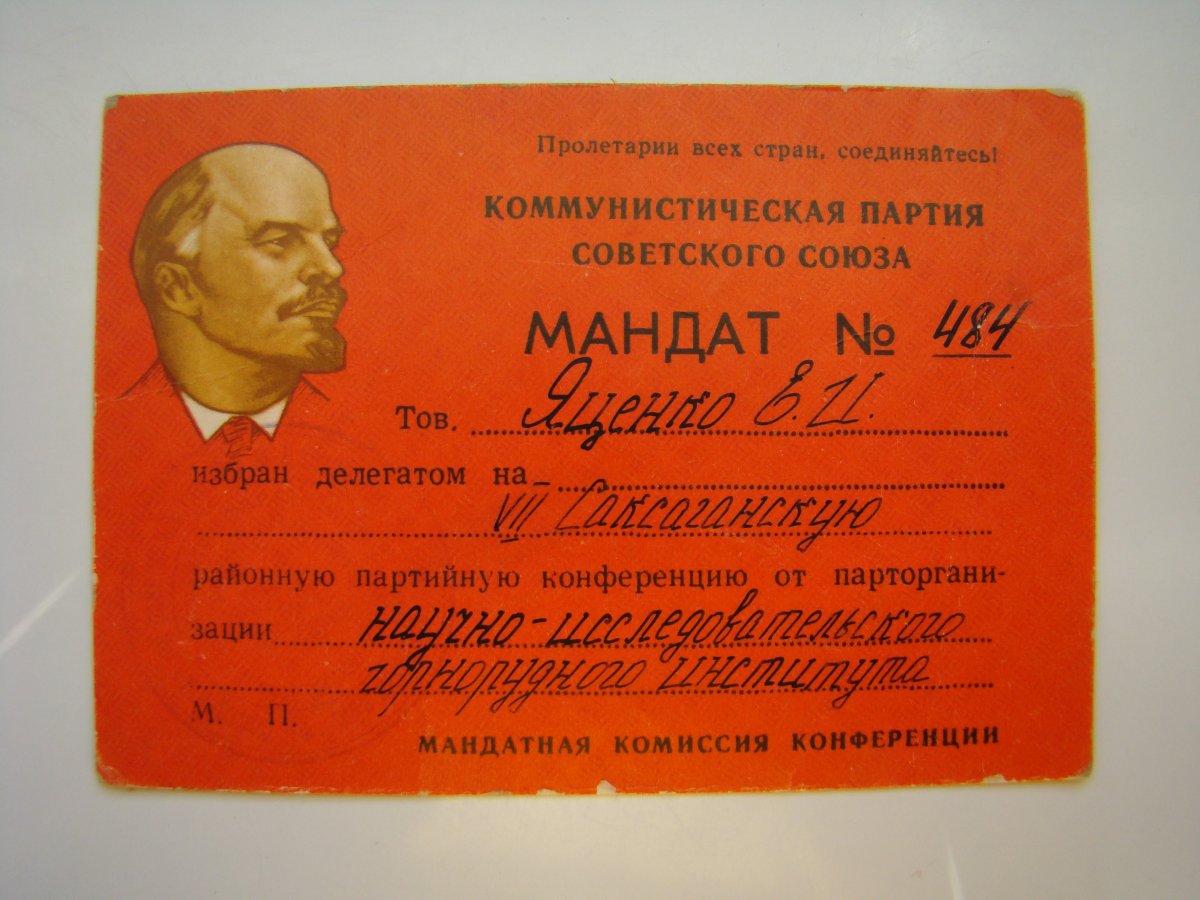 Пролетарии всех стран, соединяйтесь!
КОММУНИСТИЧЕСКАЯ ПАРТИЯ
СОВЕТСКОГО СОЮЗА
МАНДАТ № 484
Тов. Яценко Е. И.
избран делегатом на
VII Саксаганскую
районную партийную конференцию от парторгани-
зации научно-исследовательского
горнорудного института
М. П.
МАНДАТНАЯ КОМИССИЯ КОНФЕРЕНЦИИ